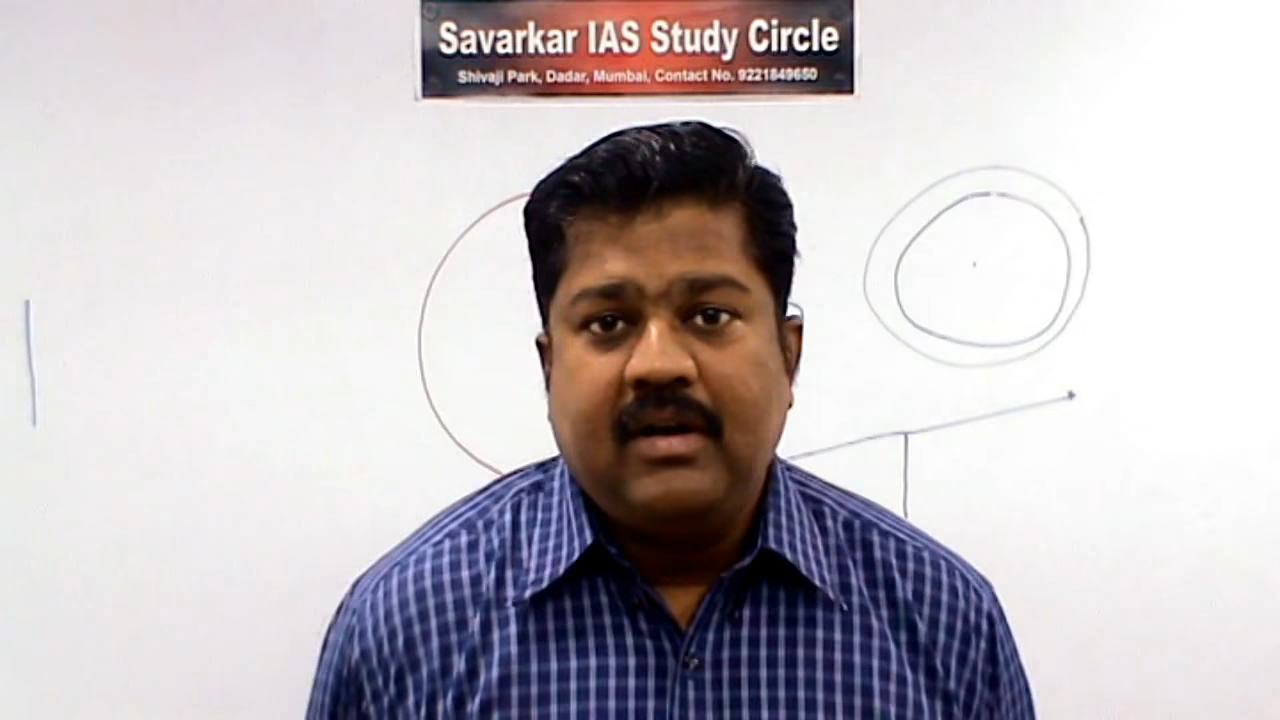 Savarkar IAS Study Circle
Shivaji Park, Dadar, Mumbai, Contact No. 9221849650